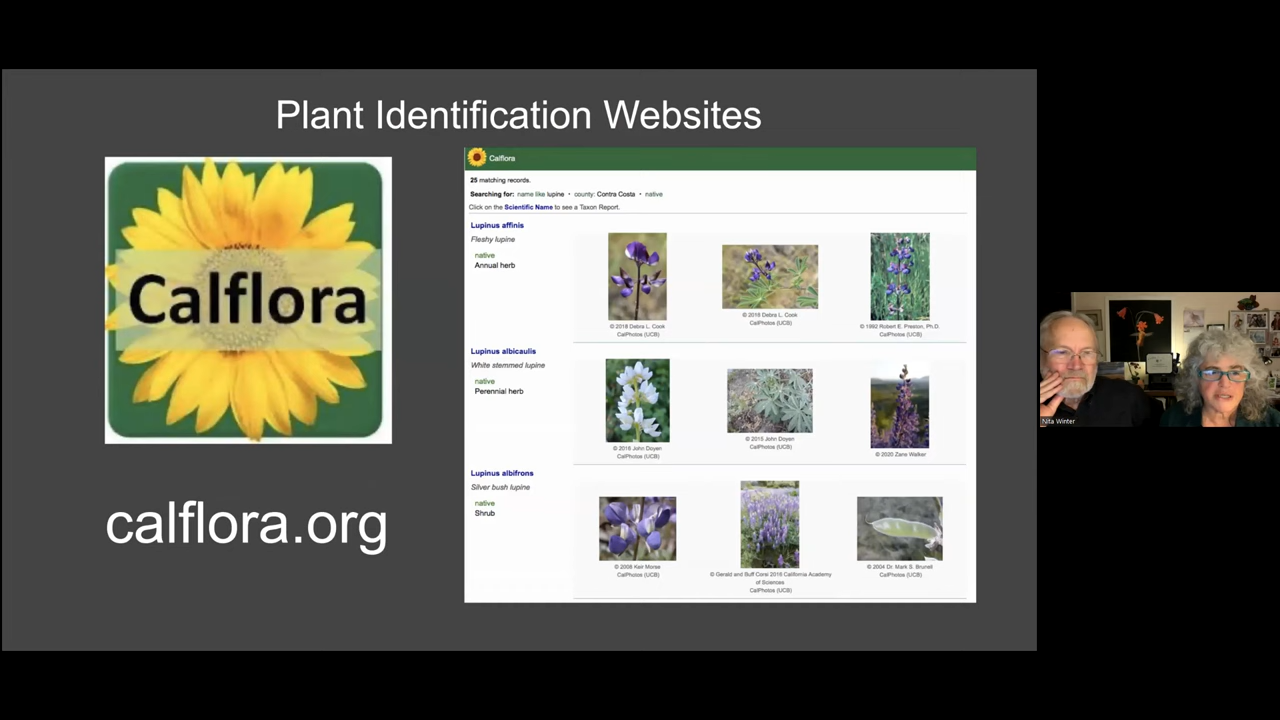 Plant Identification Websites
Calflora
calflora.org
Calflora
25 matching records.
Searching for: name like lupine • county: Contra Costa • native
Click on the Scientific Name to see a Taxon Report.
Lupinus affinis
Fleshy lupine
native
Annual herb
© 2018 Debra L. Cook
CalPhotos (UCB)
© 2018 Debra L. Cook
CalPhotos (UCB)
© 1992 Robert E. Preston, Ph.D.
CalPhotos (UCB)
Lupinus albicaulis
White stemmed lupine
native
Perennial herb
© 2016 John Doyen
CalPhotos (UCB)
© 2015 John Doyen
CalPhotos (UCB)
© 2020 Zane Walker
Lupinus albifrons
Silver bush lupine
native
Shrub
© 2008 Keir Morse
CalPhotos (UCB)
© Gerald and Buff Corsi 2018 California Academy
of Sciences
CalPhotos (UCB)
© 2004 Dr. Mark S. Brunell
CalPhotos (UCB)
Nita Winter